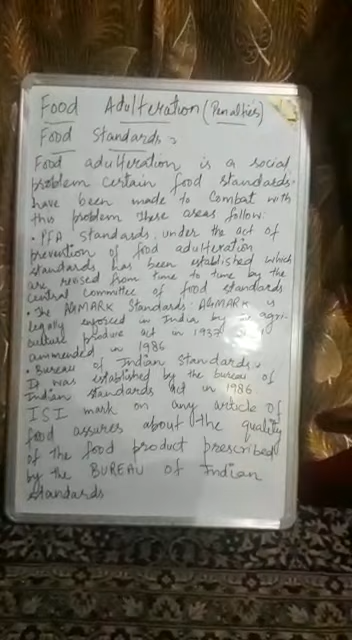 Food Adulteration (Penalties)
Food Standards :
Food adulteration is a social
problem certain food standards
have been made to combat with
this problem these areas follow.
• PFA Standards: under the act of
prevention of food adulteration
standards has been established which
are revised from time to time by the
central committee of food standards
• The AGMARK Standards: AGMARK is
legally enforced in India by agri-
culture produce act in 1937
ammended in 1986
• Bureau of Indian Standards:
It was established by the bureau of
Indian standards act in 1986
ISI mark on any article of
food assures about the quality
of the food product prescribed
by the BUREAU of Indian
standards